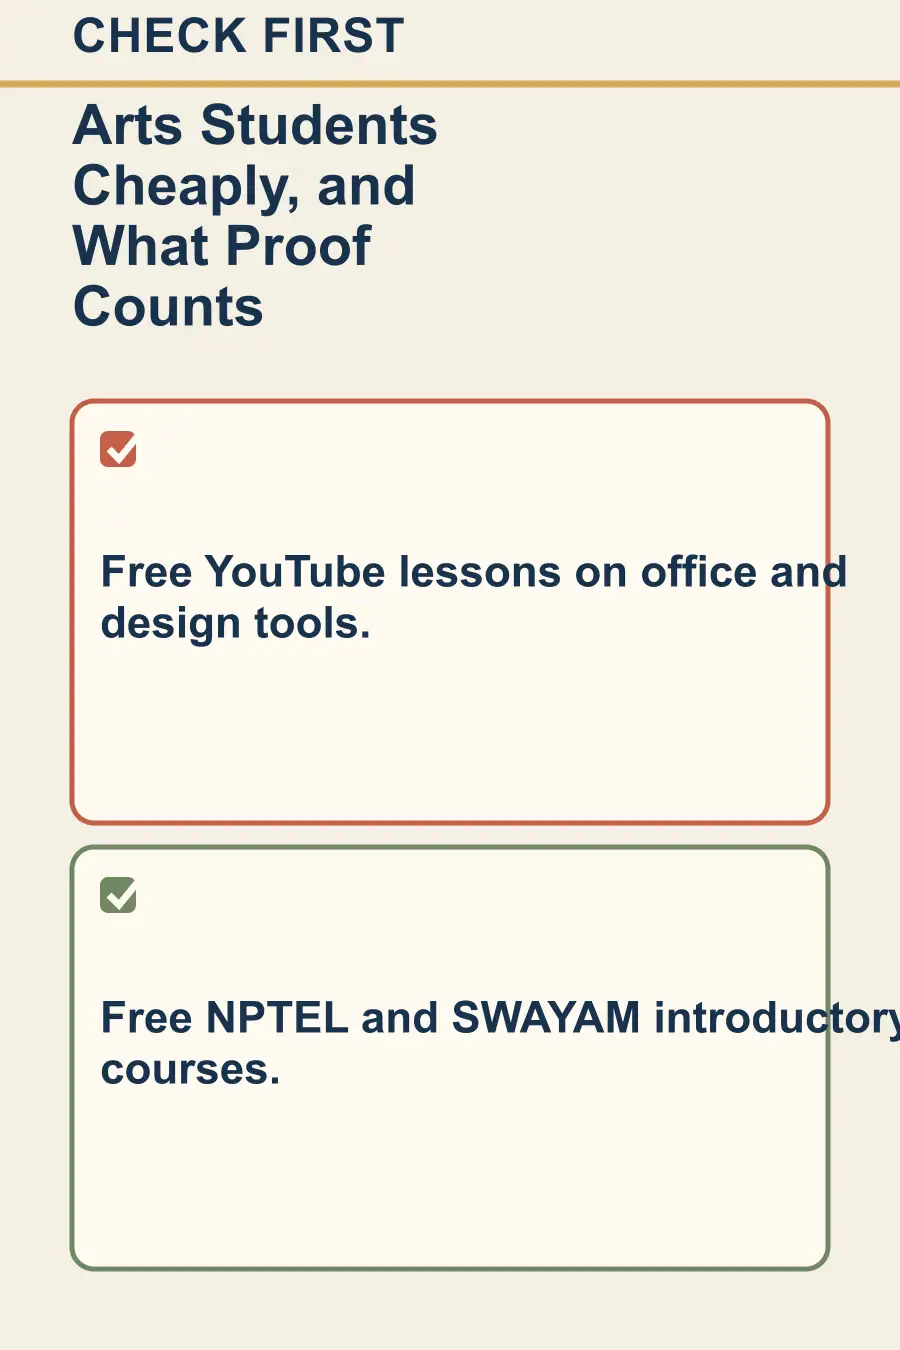 CHECK FIRST
Arts Students
Cheaply, and
What Proof
Counts
Free YouTube lessons on office and
design tools.
Free NPTEL and SWAYAM introductory
courses.